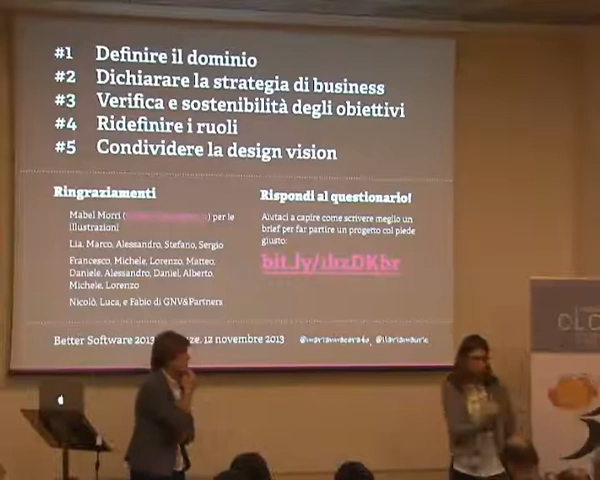 #1 Definire il dominio
#2 Dichiarare la strategia di business
#3 Verifica e sostenibilità degli obiettivi
#4 Ridefinire i ruoli
#5 Condividere la design vision
Ringraziamenti
Mabel Morri ( ) per le
illustrazioni
Lia, Marco, Alessandro, Stefano, Sergio
Francesco, Michele, Lorenzo, Matteo,
Daniele, Alessandro, Daniel, Alberto,
Michele, Lorenzo
Nicolò, Luca, e Fabio di GNV&Partners
Rispondi al questionario!
Aiutaci a capire come scrivere meglio un
brief per far partire un progetto col piede
giusto:
Better Software 2013 12 novembre 2013